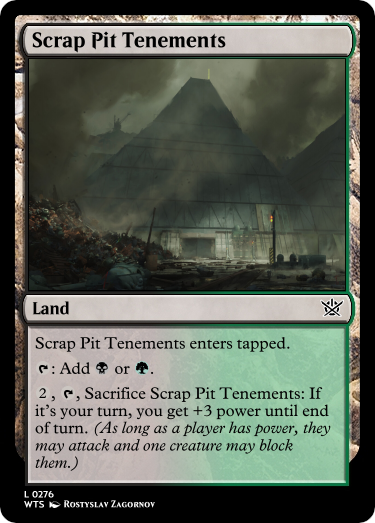 Scrap Pit Tenements
Land
Scrap Pit Tenements enters tapped.
: Add or .
2 , , Sacrifice Scrap Pit Tenements: If
it's your turn, you get +3 power until end
of turn. (As long as a player has power, they
may attack and one creature may block
them.)
L 0276
WTS Rostyslav Zagornov